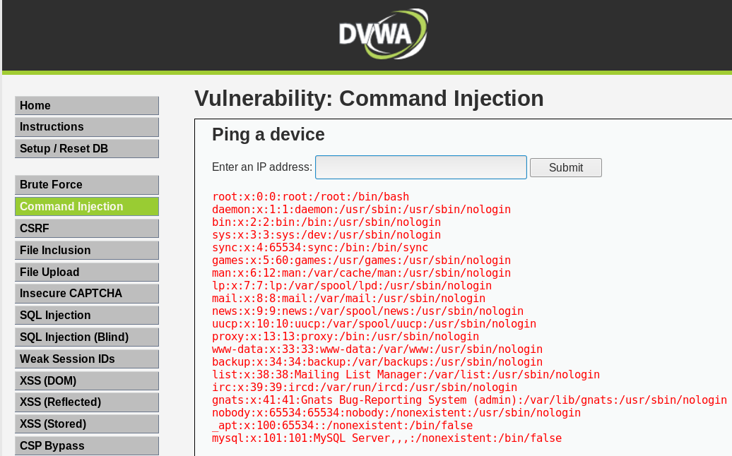 DVWA
Vulnerability: Command Injection
Home
Instructions
Setup / Reset DB
Brute Force
Command Injection
CSRF
File Inclusion
File Upload
Insecure CAPTCHA
SQL Injection
SQL Injection (Blind)
Weak Session IDs
XSS (DOM)
XSS (Reflected)
XSS (Stored)
CSP Bypass
Ping a device
Enter an IP address:
Submit
root:x:0:0:root:/root:/bin/bash
daemon:x:1:1:daemon:/usr/sbin:/usr/sbin/nologin
bin:x:2:2:bin:/bin:/usr/sbin/nologin
sys:x:3:3:sys:/dev:/usr/sbin/nologin
sync:x:4:65534:sync:/bin:/bin/sync
games:x:5:60:games:/usr/games:/usr/sbin/nologin
man:x:6:12:man:/var/cache/man:/usr/sbin/nologin
lp:x:7:7:lp:/var/spool/lpd:/usr/sbin/nologin
mail:x:8:8:mail:/var/mail:/usr/sbin/nologin
news:x:9:9:news:/var/spool/news:/usr/sbin/nologin
uucp:x:10:10:uucp:/var/spool/uucp:/usr/sbin/nologin
proxy:x:13:13:proxy:/bin:/usr/sbin/nologin
www-data:x:33:33:www-data:/var/www:/usr/sbin/nologin
backup:x:34:34:backup:/var/backups:/usr/sbin/nologin
list:x:38:38:Mailing List Manager:/var/list:/usr/sbin/nologin
irc:x:39:39:ircd:/var/run/ircd:/usr/sbin/nologin
gnats:x:41:41:Gnats Bug-Reporting System (admin):/var/lib/gnats:/usr/sbin/nologin
nobody:x:65534:65534:nobody:/nonexistent:/usr/sbin/nologin
_apt:x:100:65534::/nonexistent:/bin/false
mysql:x:101:101:MySQL Server,,,:/nonexistent:/bin/false